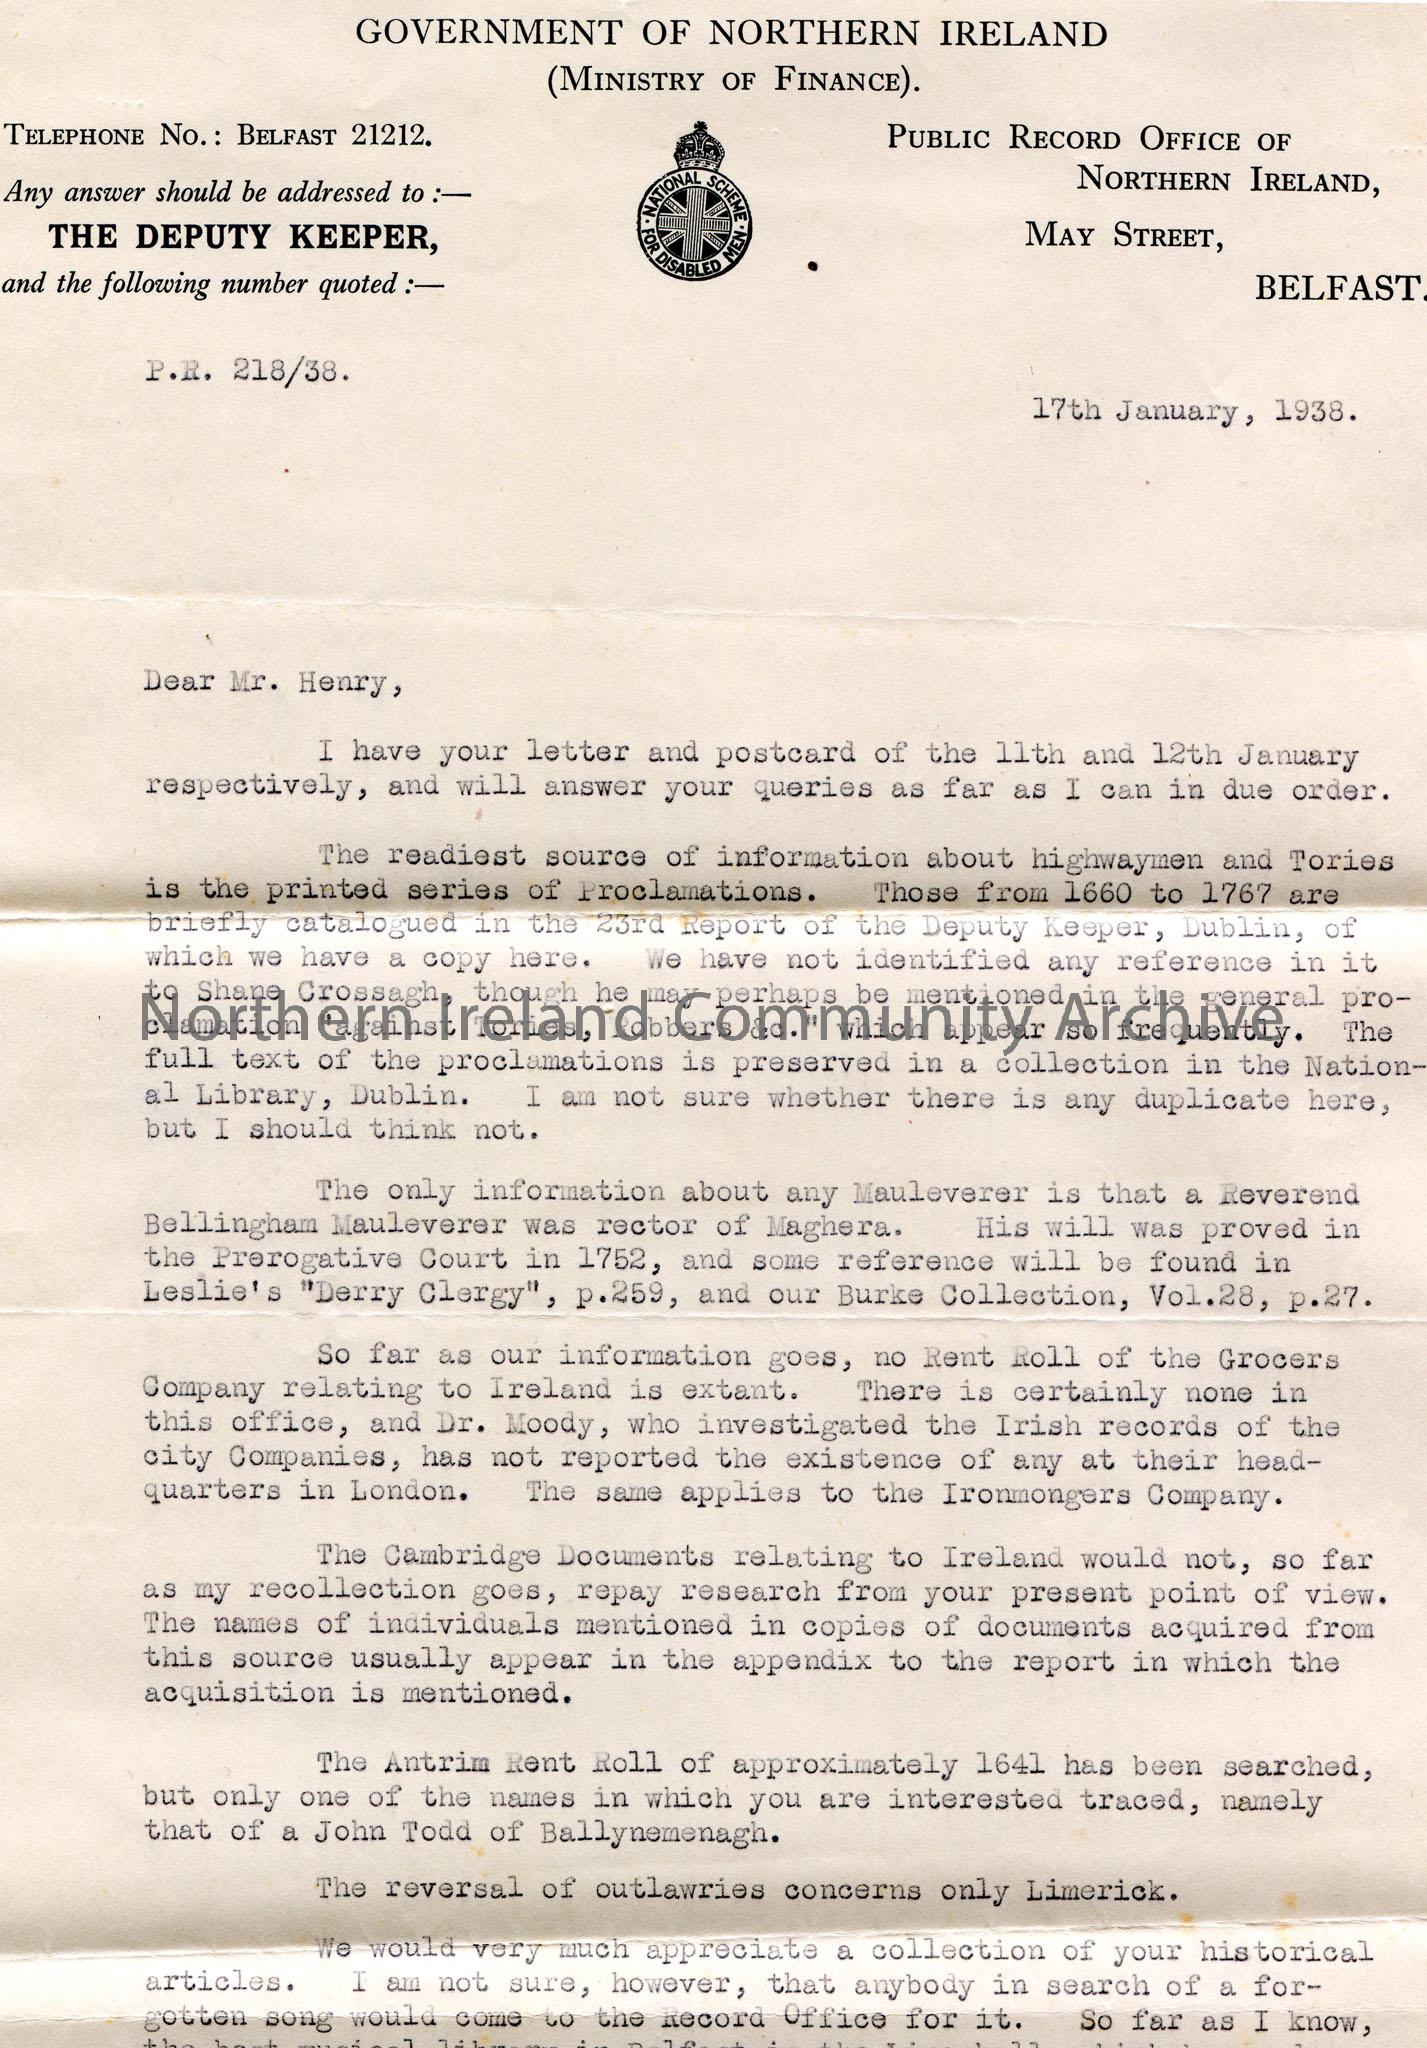 GOVERNMENT OF NORTHERN IRELAND
(MINISTRY OF FINANCE).
TELEPHONE NO.: BELFAST 21212.
Any answer should be addressed to :—
THE DEPUTY KEEPER,
and the following number quoted :—
NATIONAL SCHEME
FOR DISABLED MEN
PUBLIC RECORD OFFICE OF
NORTHERN IRELAND,
MAY STREET,
BELFAST.
P.R. 218/38.
17th January, 1938.
Dear Mr. Henry,
I have your letter and postcard of the 11th and 12th January
respectively, and will answer your queries as far as I can in due order.
The readiest source of information about highwaymen and Tories
is the printed series of Proclamations. Those from 1660 to 1767 are
briefly catalogued in the 23rd Report of the Deputy Keeper, Dublin, of
which we have a copy here. We have not identified any reference in it
to Shane Crossagh, though he may perhaps be mentioned in the general pro-
clamation "against Tories, Robbers &c." which appear so frequently. The
Northern Ireland Community Archive
full text of the proclamations is preserved in a collection in the Nation-
al Library, Dublin. I am not sure whether there is any duplicate here,
but I should think not.
The only information about any Mauleverer is that a Reverend
Bellingham Mauleverer was rector of Maghera. His will was proved in
the Prerogative Court in 1752, and some reference will be found in
Leslie's "Derry Clergy", p.259, and our Burke Collection, Vol.28, p.27.
So far as our information goes, no Rent Roll of the Grocers
Company relating to Ireland is extant. There is certainly none in
this office, and Dr. Moody, who investigated the Irish records of the
city Companies, has not reported the existence of any at their head-
quarters in London. The same applies to the Ironmongers Company.
The Cambridge Documents relating to Ireland would not, so far
as my recollection goes, repay research from your present point of view.
The names of individuals mentioned in copies of documents acquired from
this source usually appear in the appendix to the report in which the
acquisition is mentioned.
The Antrim Rent Roll of approximately 1641 has been searched,
but only one of the names in which you are interested traced, namely
that of a John Todd of Ballynemenagh.
The reversal of outlawries concerns only Limerick.
We would very much appreciate a collection of your historical
articles. I am not sure, however, that anybody in search of a for-
gotten song would come to the Record Office for it. So far as I know,
the best musical library in Belfast is the